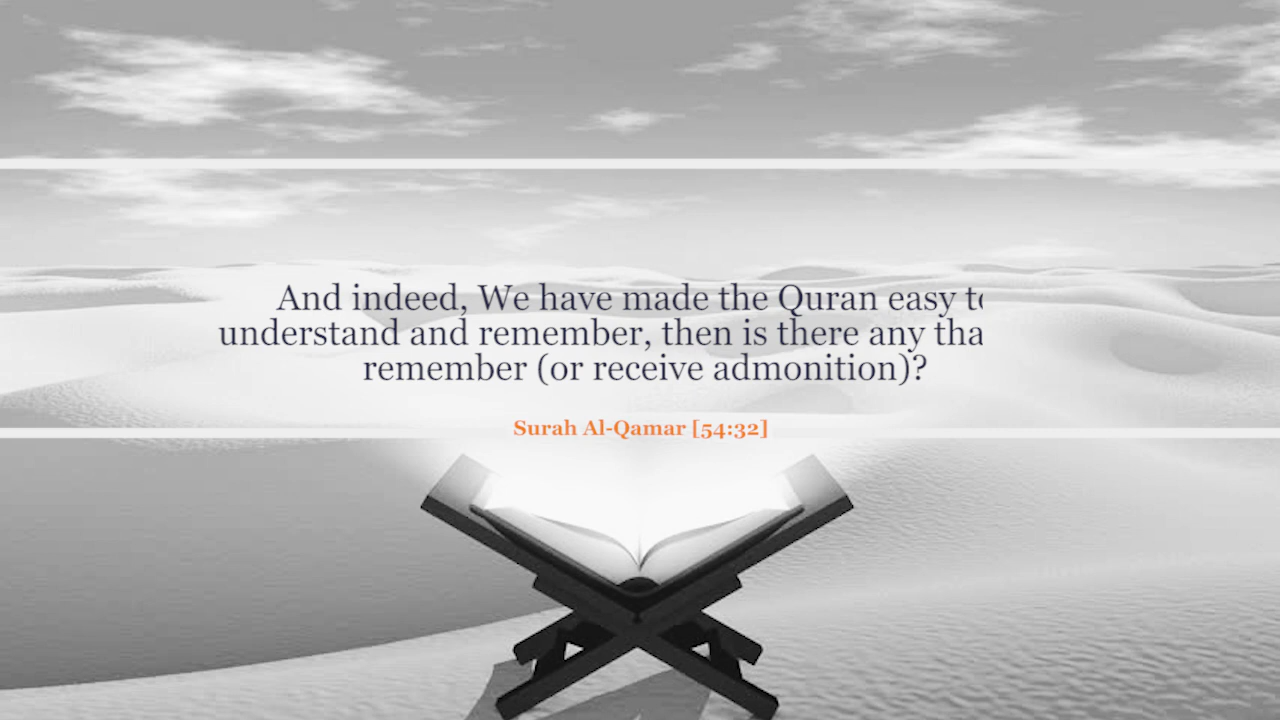 And indeed, We have made the Quran easy to
understand and remember, then is there any tha
remember (or receive admonition)?
Surah Al-Qamar [54:32]